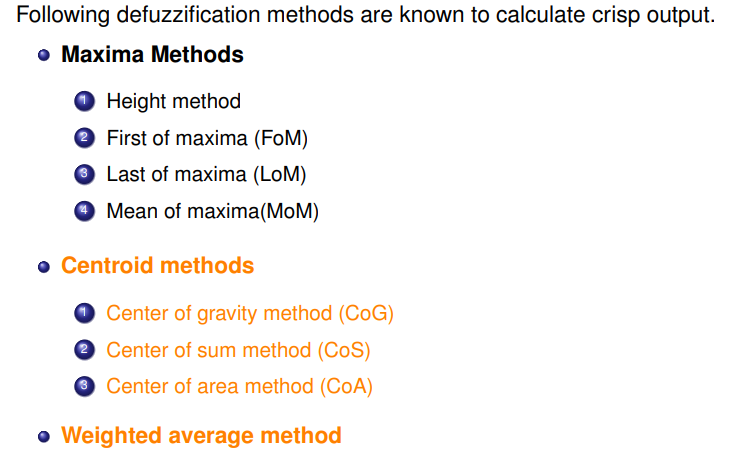 Following defuzzification methods are known to calculate crisp output.
Maxima Methods
1 Height method
2 First of maxima (FoM)
3 Last of maxima (LoM)
4 Mean of maxima(MoM)
Centroid methods
1 Center of gravity method (CoG)
2 Center of sum method (CoS)
3 Center of area method (CoA)
Weighted average method